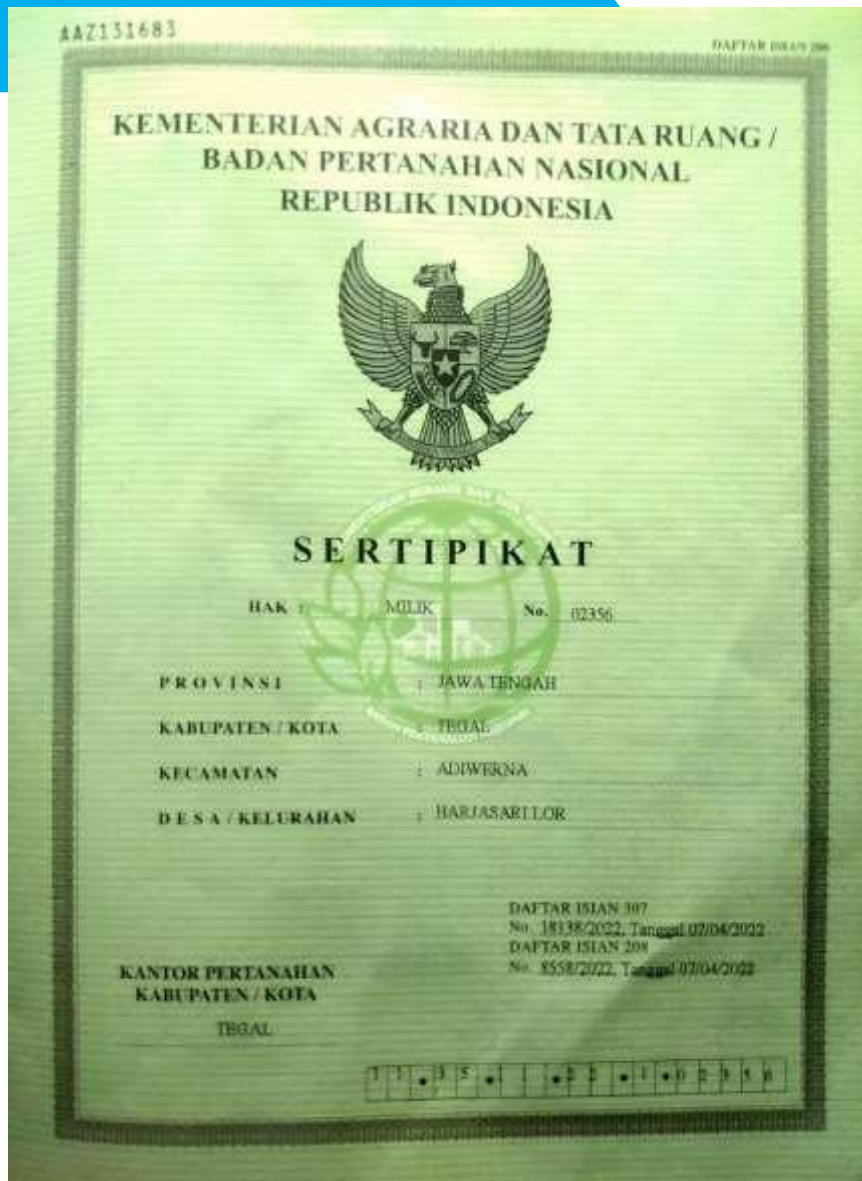 AAZ131683
DAFTAR ISIAN 206
KEMENTERIAN AGRARIA DAN TATA RUANG /
BADAN PERTANAHAN NASIONAL
REPUBLIK INDONESIA
SERTIPIKAT
HAK : MILIK No. 02356
PROVINSI : JAWA TENGAH
KABUPATEN / KOTA : TEGAL
KECAMATAN : ADIWERNA
DESA / KELURAHAN : HARJASARI LOR
DAFTAR ISIAN 307
No. 18138/2022, Tanggal 07/04/2022
DAFTAR ISIAN 208
No. 8558/2022, Tanggal 07/04/2022
KANTOR PERTANAHAN
KABUPATEN / KOTA
TEGAL